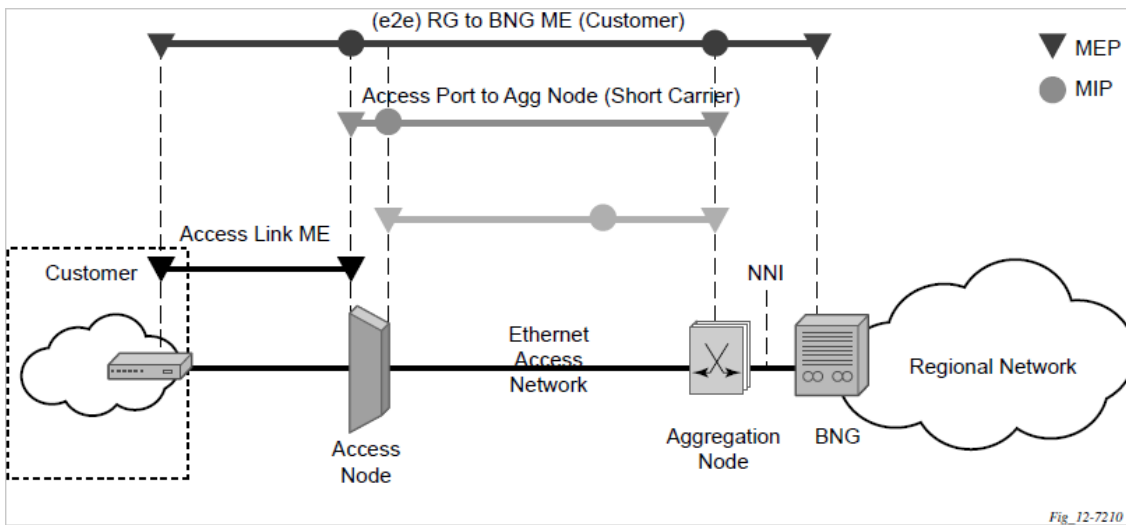 (e2e) RG to BNG ME (Customer)
MEP
MIP
Access Port to Agg Node (Short Carrier)
Access Link ME
Customer
NNI
Ethernet
Access
Network
Regional Network
Access
Node
Aggregation
Node
BNG
Fig_12-7210